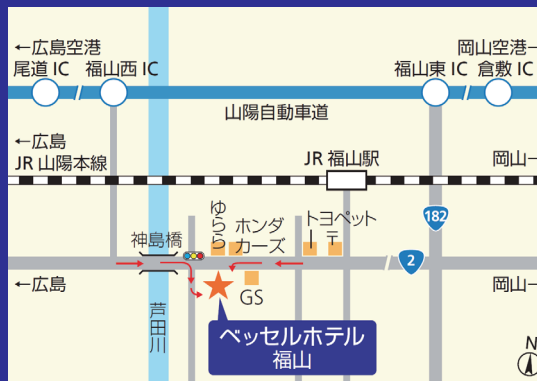 ←広島空港
岡山空港→
尾道 IC
福山西 IC
福山東 IC
倉敷 IC
山陽自動車道
←広島
JR 山陽本線
JR 福山駅
岡山→
ゆらら
ホンダ
カーズ
トヨペット
〒
182
神島橋
2
←広島
GS
岡山→
芦田川
ベッセルホテル
福山
N